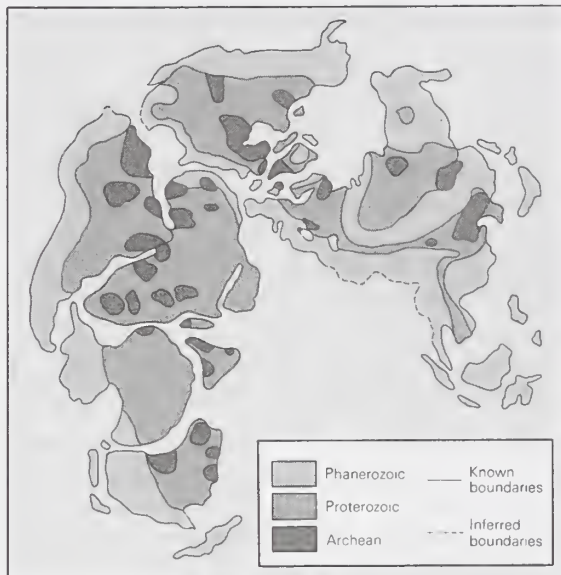 Phanerozoic
Proterozoic
Archean
Known
boundaries
Inferred
boundaries